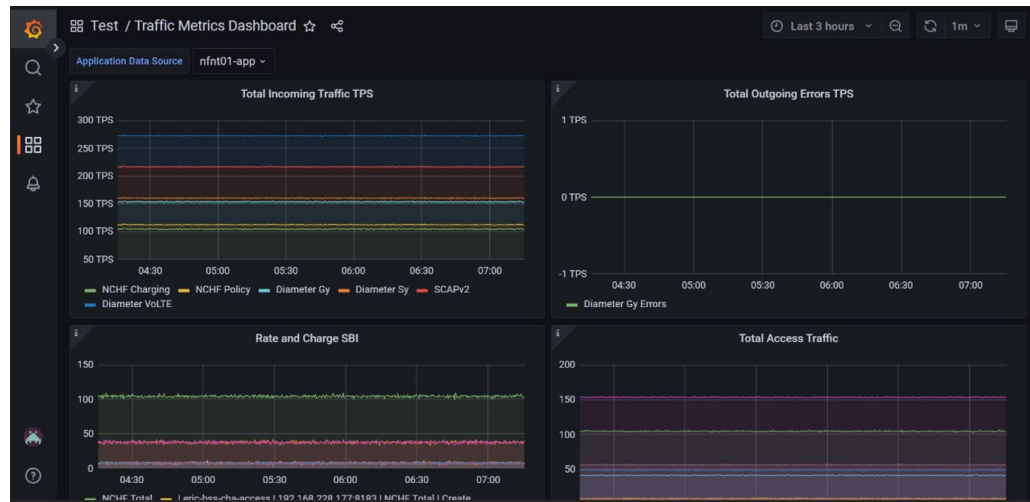 Test / Traffic Metrics Dashboard
Last 3 hours
1m
Application Data Source
nfnt01-app
Total Incoming Traffic TPS
300 TPS
250 TPS
200 TPS
150 TPS
100 TPS
50 TPS
04:30 05:00 05:30 06:00 06:30 07:00
NCHF Charging NCHF Policy Diameter Gy Diameter Sy SCAPv2
Diameter VoLTE
Total Outgoing Errors TPS
1 TPS
0 TPS
-1 TPS
04:30 05:00 05:30 06:00 06:30 07:00
Diameter Gy Errors
Rate and Charge SBI
150
100
50
0
04:30 05:00 05:30 06:00 06:30 07:00
NCHF Total eric-bss-cha-access | 192.168.228.177:8183 | NCHF Total | Create
Total Access Traffic
200
150
100
50